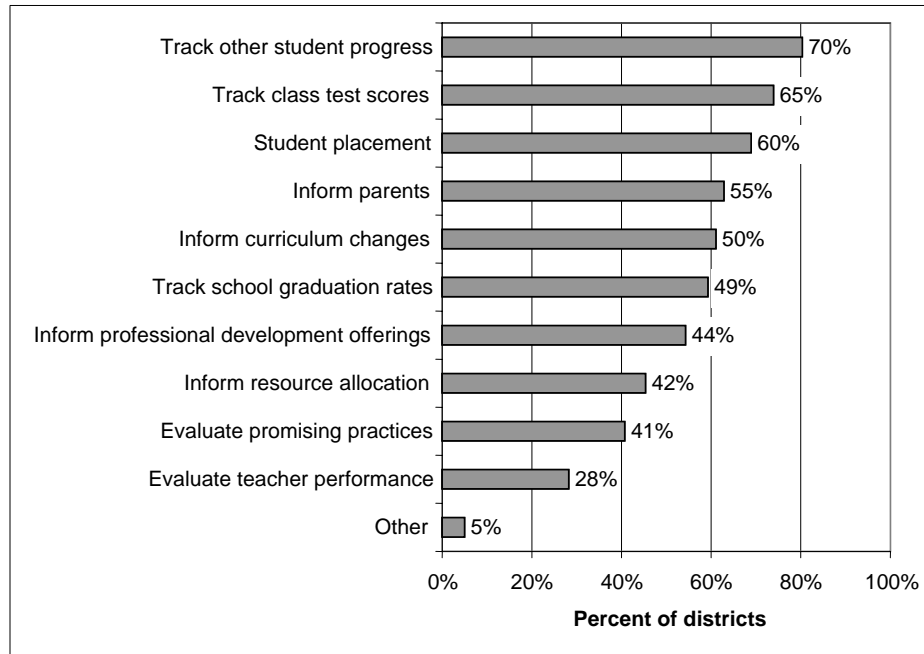 Track other student progress 70%
Track class test scores 65%
Student placement 60%
Inform parents 55%
Inform curriculum changes 50%
Track school graduation rates 49%
Inform professional development offerings 44%
Inform resource allocation 42%
Evaluate promising practices 41%
Evaluate teacher performance 28%
Other 5%
0% 20% 40% 60% 80% 100%
Percent of districts